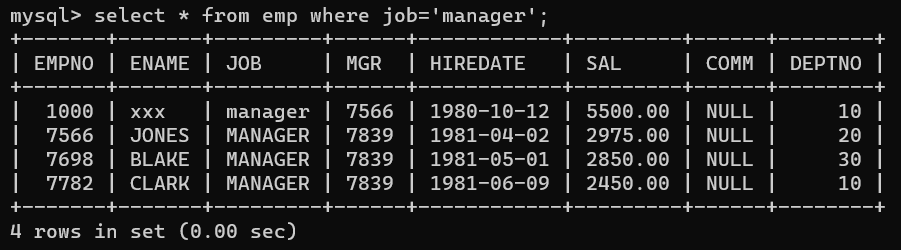 mysql> select * from emp where job='manager';
+-------+-------+---------+------+------------+---------+------+--------+
| EMPNO | ENAME | JOB     | MGR  | HIREDATE   | SAL     | COMM | DEPTNO |
+-------+-------+---------+------+------------+---------+------+--------+
|  1000 | xxx   | manager | 7566 | 1980-10-12 | 5500.00 | NULL |     10 |
|  7566 | JONES | MANAGER | 7839 | 1981-04-02 | 2975.00 | NULL |     20 |
|  7698 | BLAKE | MANAGER | 7839 | 1981-05-01 | 2850.00 | NULL |     30 |
|  7782 | CLARK | MANAGER | 7839 | 1981-06-09 | 2450.00 | NULL |     10 |
+-------+-------+---------+------+------------+---------+------+--------+
4 rows in set (0.00 sec)